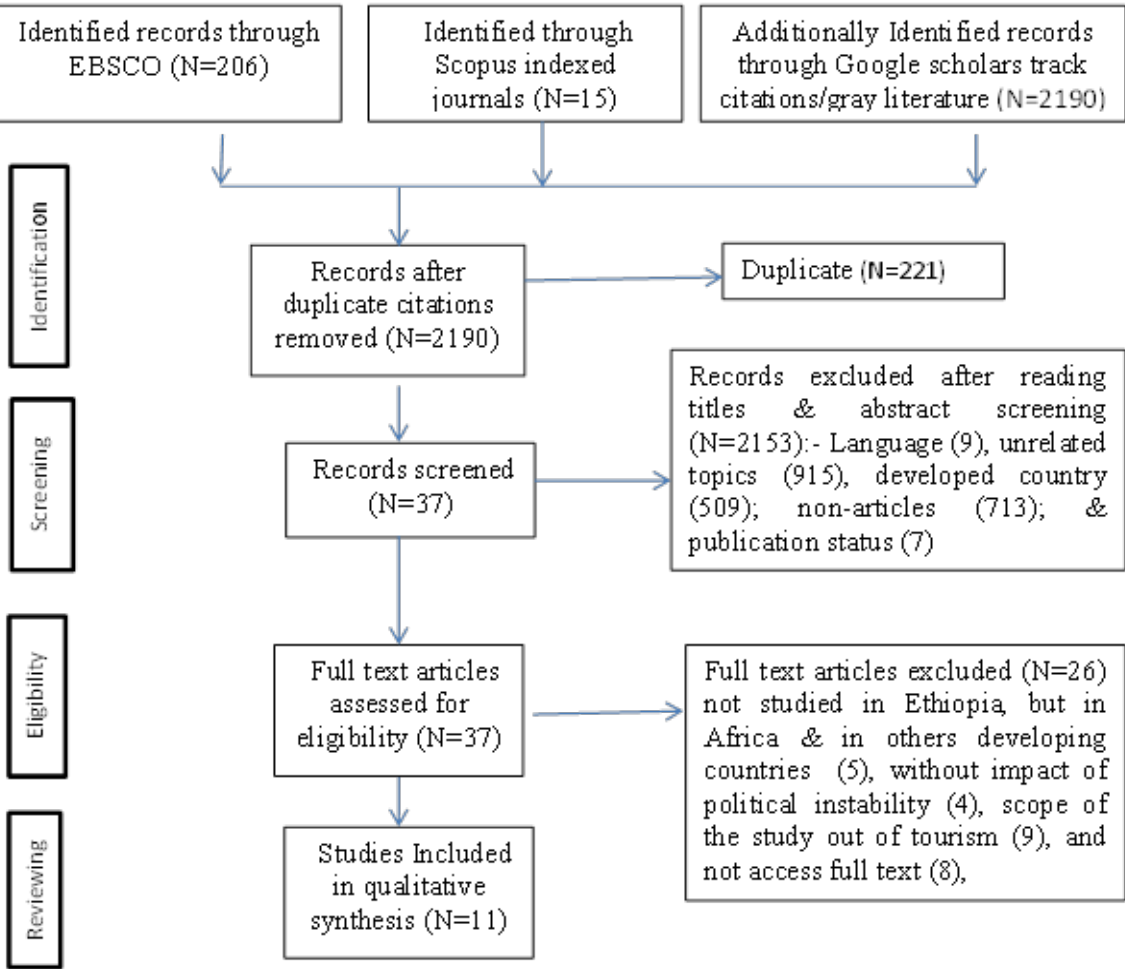 Identified records through
EBSCO (N=206)
Identified through
Scopus indexed
journals (N=15)
Additionally Identified records
through Google scholars track
citations/gray literature (N=2190)
Identification
Records after
duplicate citations
removed (N=2190)
Duplicate (N=221)
Screening
Records screened
(N=37)
Records excluded after reading
titles & abstract screening
(N=2153):- Language (9), unrelated
topics (915), developed country
(509); non-articles (713); &
publication status (7)
Eligibility
Full text articles
assessed for
eligibility (N=37)
Full text articles excluded (N=26)
not studied in Ethiopia, but in
Africa & in others developing
countries (5), without impact of
political instability (4), scope of
the study out of tourism (9), and
not access full text (8),
Reviewing
Studies Included
in qualitative
synthesis (N=11)